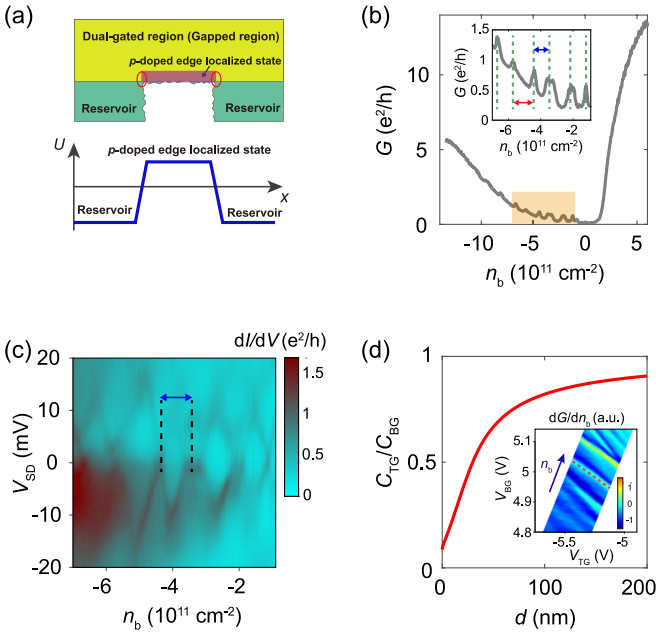 (a)
Dual-gated region (Gapped region)
p-doped edge localized state
Reservoir
Reservoir
U
p-doped edge localized state
x
Reservoir
Reservoir
(b)
G (e²/h)
10
5
0
-10
-5
0
5
n_b (10¹¹ cm⁻²)
G (e²/h)
1.5
1
0.5
0
-6
-4
-2
n_b (10¹¹ cm⁻²)
(c)
dI/dV (e²/h)
V_SD (mV)
20
10
0
-10
-20
-6
-4
-2
n_b (10¹¹ cm⁻²)
1.5
1
0.5
0
(d)
C_TG/C_BG
1
0.5
0
0
100
200
d (nm)
dG/dn_b (a.u.)
V_BG (V)
5.1
5
4.8
n_b
1
-1
-5.5
-5
V_TG (V)